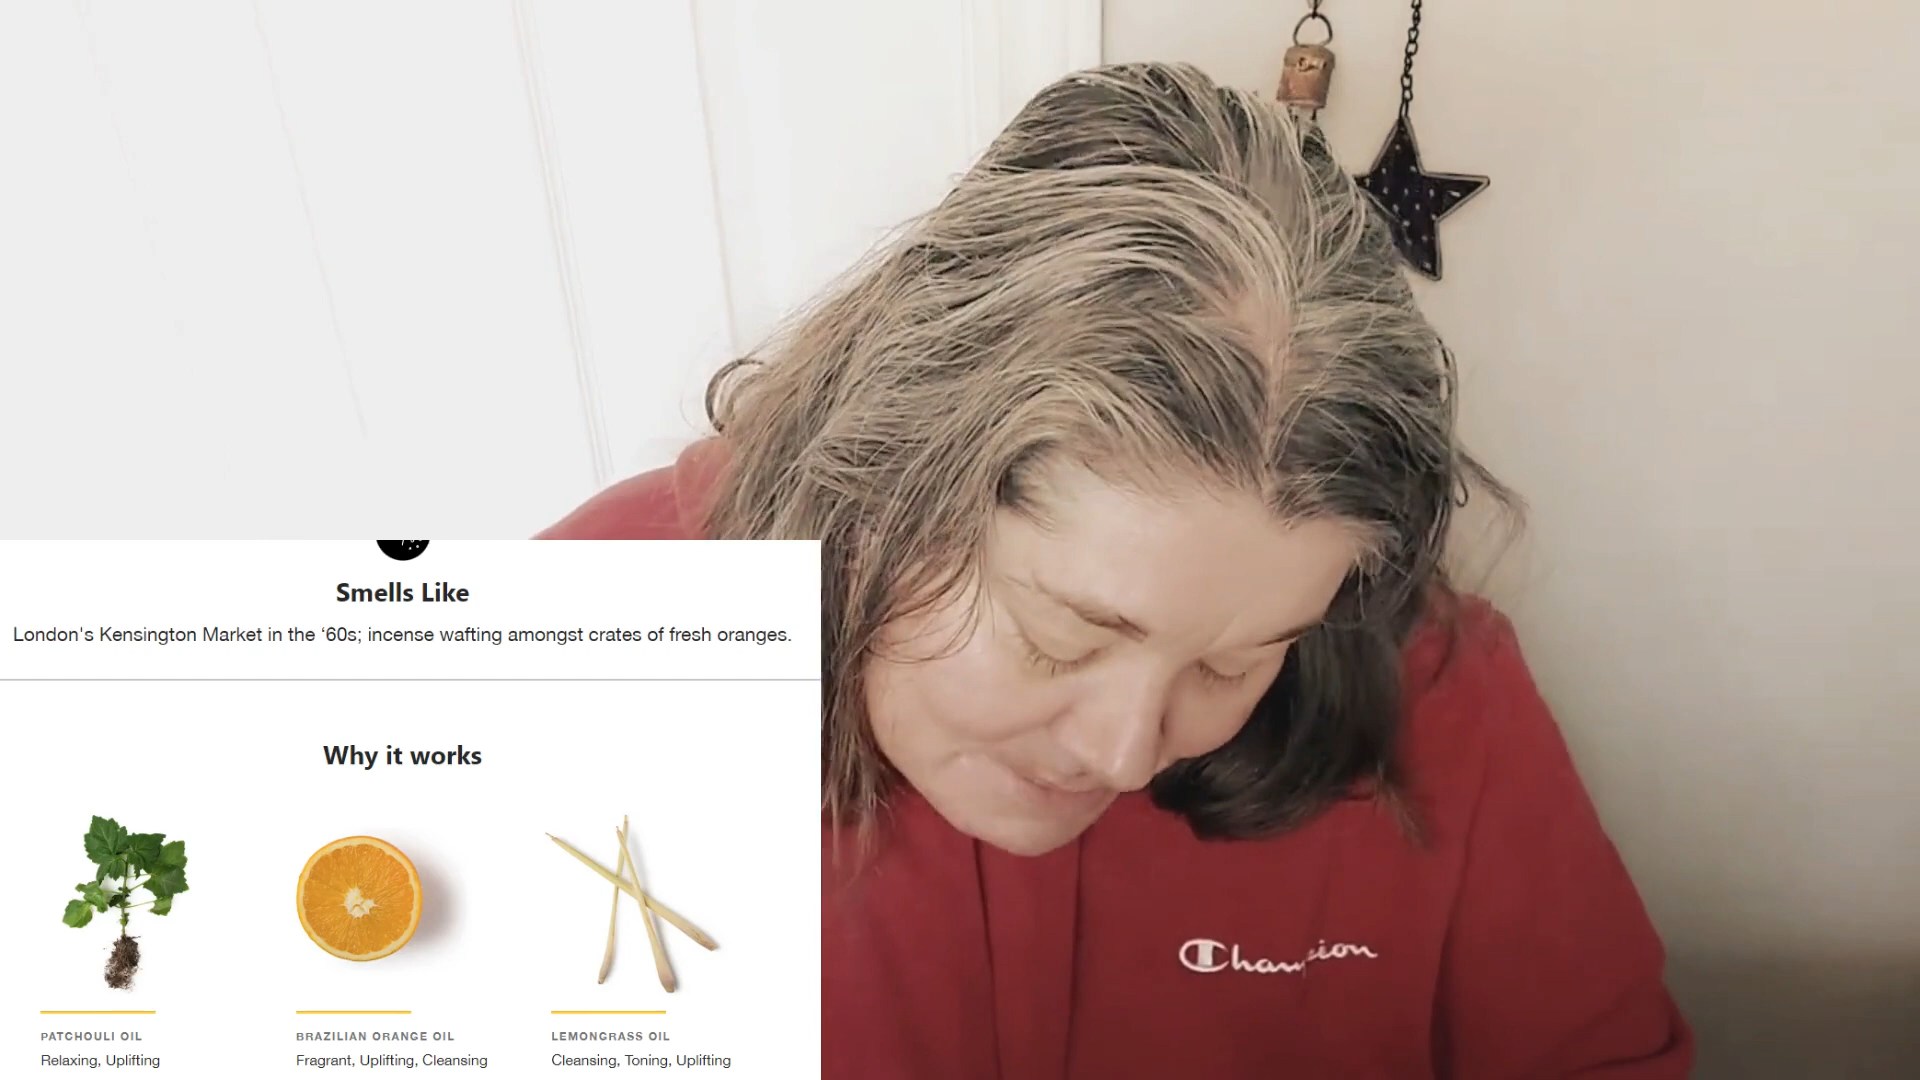 Smells Like
London's Kensington Market in the ‘60s; incense wafting amongst crates of fresh oranges.
Why it works
PATCHOULI OIL
Relaxing, Uplifting
BRAZILIAN ORANGE OIL
Fragrant, Uplifting, Cleansing
LEMONGRASS OIL
Cleansing, Toning, Uplifting
Champion